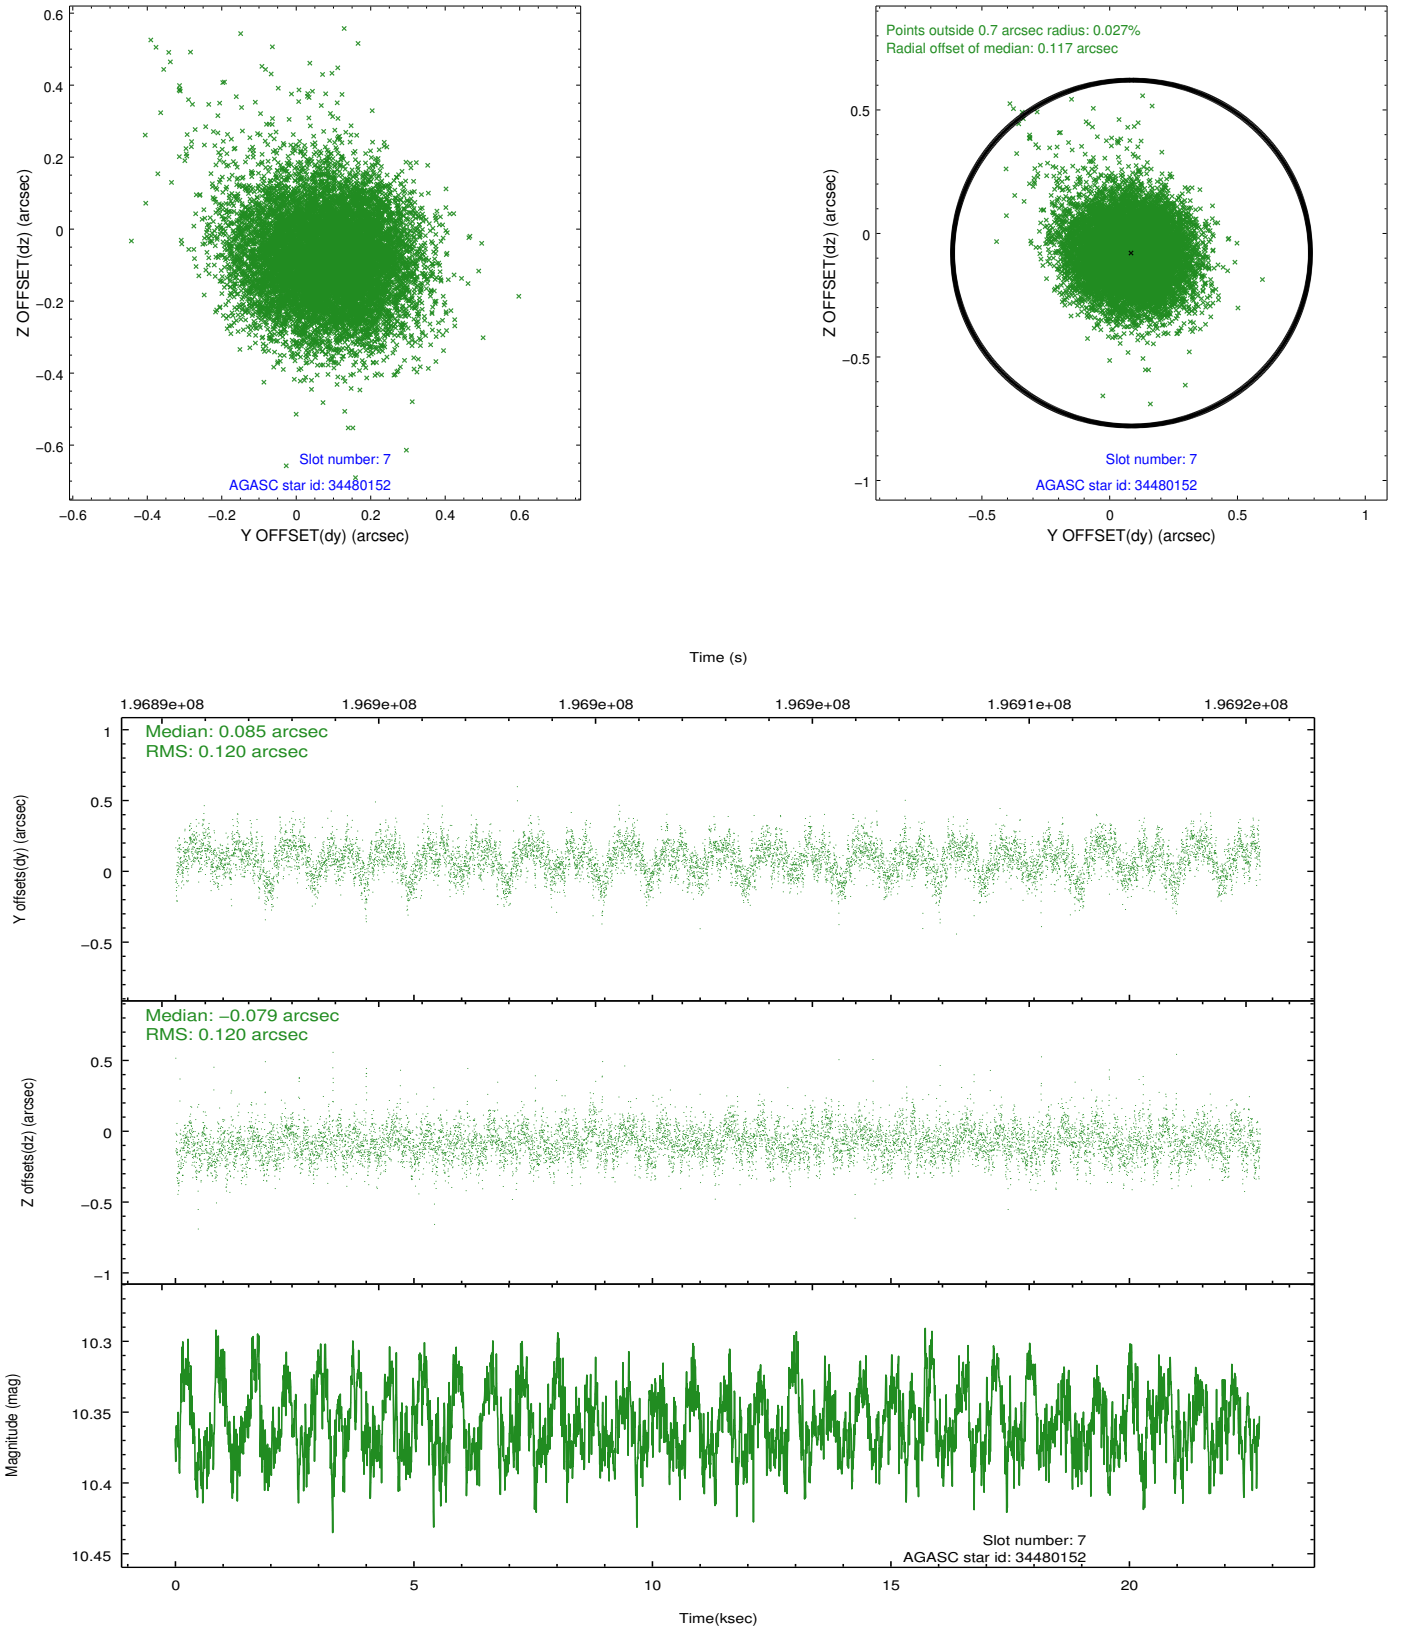 0.6
0.4
0.2
0
−0.2
−0.4
−0.6
Z OFFSET(dz) (arcsec)
Slot number: 7
AGASC star id: 34480152
−0.6 −0.4 −0.2 0 0.2 0.4 0.6
Y OFFSET(dy) (arcsec)
Points outside 0.7 arcsec radius: 0.027%
Radial offset of median: 0.117 arcsec
0.5
0
−0.5
−1
Z OFFSET(dz) (arcsec)
Slot number: 7
AGASC star id: 34480152
−0.5 0 0.5 1
Y OFFSET(dy) (arcsec)
Time (s)
1.9689e+08 1.969e+08 1.969e+08 1.969e+08 1.9691e+08 1.9692e+08
Median: 0.085 arcsec
RMS: 0.120 arcsec
1
0.5
0
−0.5
Y offsets(dy) (arcsec)
Median: −0.079 arcsec
RMS: 0.120 arcsec
0.5
0
−0.5
−1
Z offsets(dz) (arcsec)
10.3
10.35
10.4
10.45
Magnitude (mag)
Slot number: 7
AGASC star id: 34480152
0 5 10 15 20
Time(ksec)